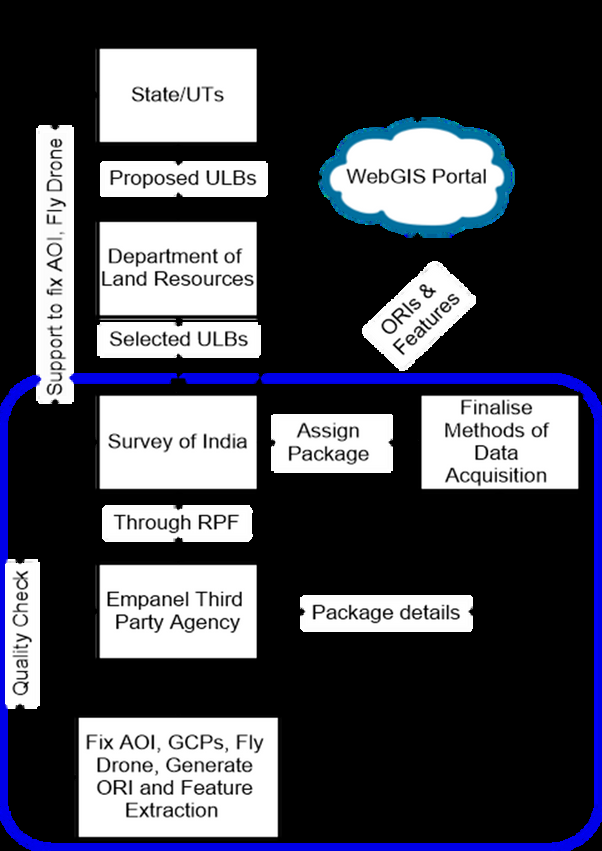 State/UTs
Proposed ULBs
WebGIS Portal
Support to fix AOI, Fly Drone
Department of
Land Resources
ORIs &
Features
Selected ULBs
Survey of India
Assign
Package
Finalise
Methods of
Data
Acquisition
Through RPF
Quality Check
Empanel Third
Party Agency
Package details
Fix AOI, GCPs, Fly
Drone, Generate
ORI and Feature
Extraction